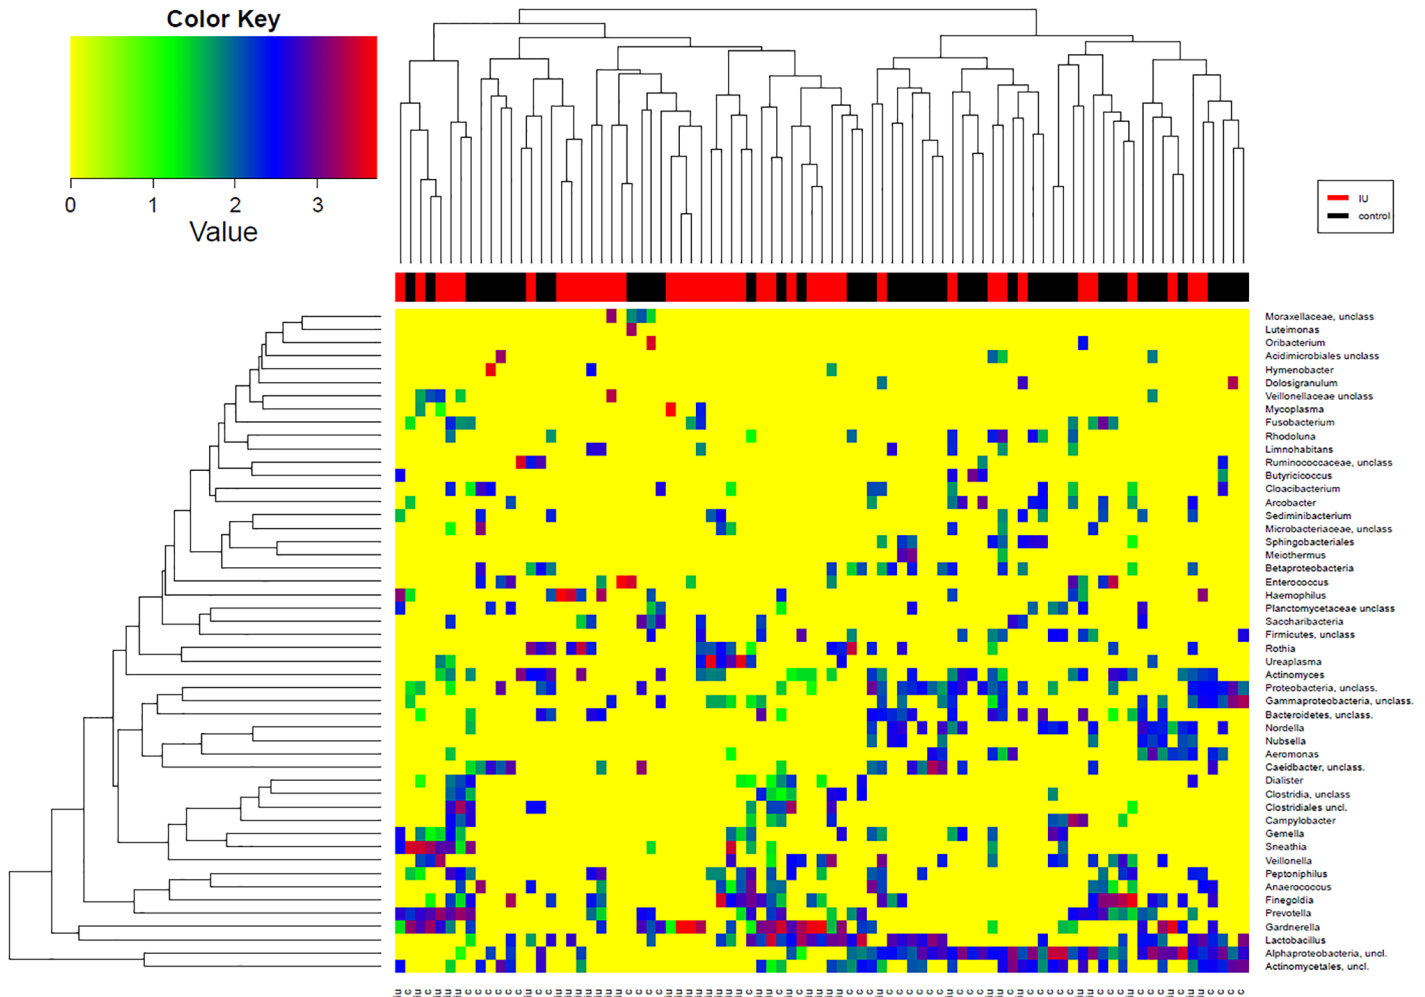 Color Key
0 1 2 3
Value
IU
control
Moraxellaceae, unclass
Luteimonas
Oribacterium
Acidimicrobiales unclass
Hymenobacter
Dolosigranulum
Veillonellaceae unclass
Mycoplasma
Fusobacterium
Rhodoluna
Limnohabitans
Ruminococcaceae, unclass
Butyricicoccus
Cloacibacterium
Arcobacter
Sediminibacterium
Microbacteriaceae, unclass
Sphingobacteriales
Meiothermus
Betaproteobacteria
Enterococcus
Haemophilus
Planctomycetaceae unclass
Saccharibacteria
Firmicutes, unclass
Rothia
Ureaplasma
Actinomyces
Proteobacteria, unclass.
Gammaproteobacteria, unclass.
Bacteroidetes, unclass.
Nordella
Nubsella
Aeromonas
Caeidbacter, unclass.
Dialister
Clostridia, unclass
Clostridiales uncl.
Campylobacter
Gemella
Sneathia
Veillonella
Peptoniphilus
Anaerococcus
Finegoldia
Prevotella
Gardnerella
Lactobacillus
Alphaproteobacteria, uncl.
Actinomycetales, uncl.